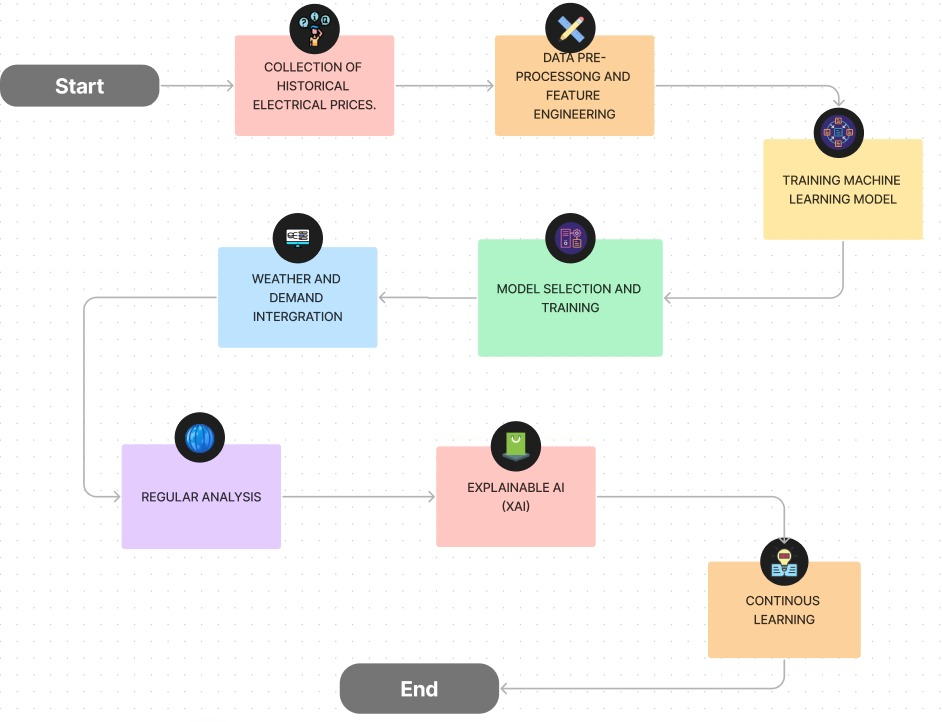 Start
COLLECTION OF
HISTORICAL
ELECTRICAL PRICES.
DATA PRE-
PROCESSONG AND
FEATURE
ENGINEERING
TRAINING MACHINE
LEARNING MODEL
MODEL SELECTION AND
TRAINING
WEATHER AND
DEMAND
INTERGRATION
REGULAR ANALYSIS
EXPLAINABLE AI
(XAI)
CONTINOUS
LEARNING
End